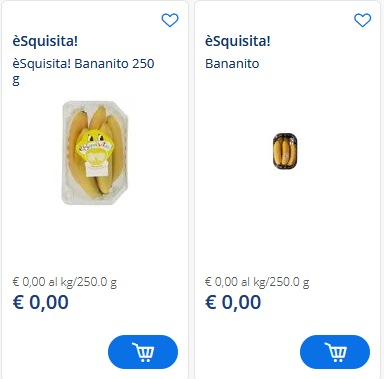 èSquisita!
èSquisita! Bananito 250
g
€ 0,00 al kg/250.0 g
€ 0,00
èSquisita!
Bananito
€ 0,00 al kg/250.0 g
€ 0,00